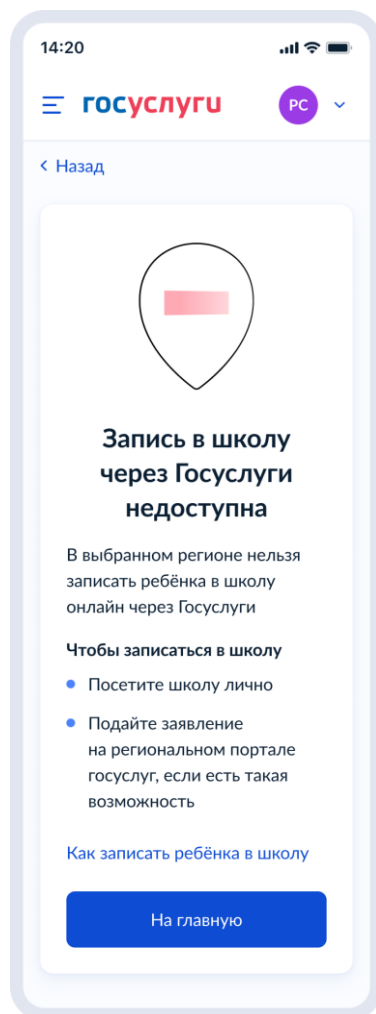 14:20
госуслуги
РС
Назад
Запись в школу
через Госуслуги
недоступна
В выбранном регионе нельзя
записать ребёнка в школу
онлайн через Госуслуги
Чтобы записаться в школу
Посетите школу лично
Подайте заявление
на региональном портале
госуслуг, если есть такая
возможность
Как записать ребёнка в школу
На главную